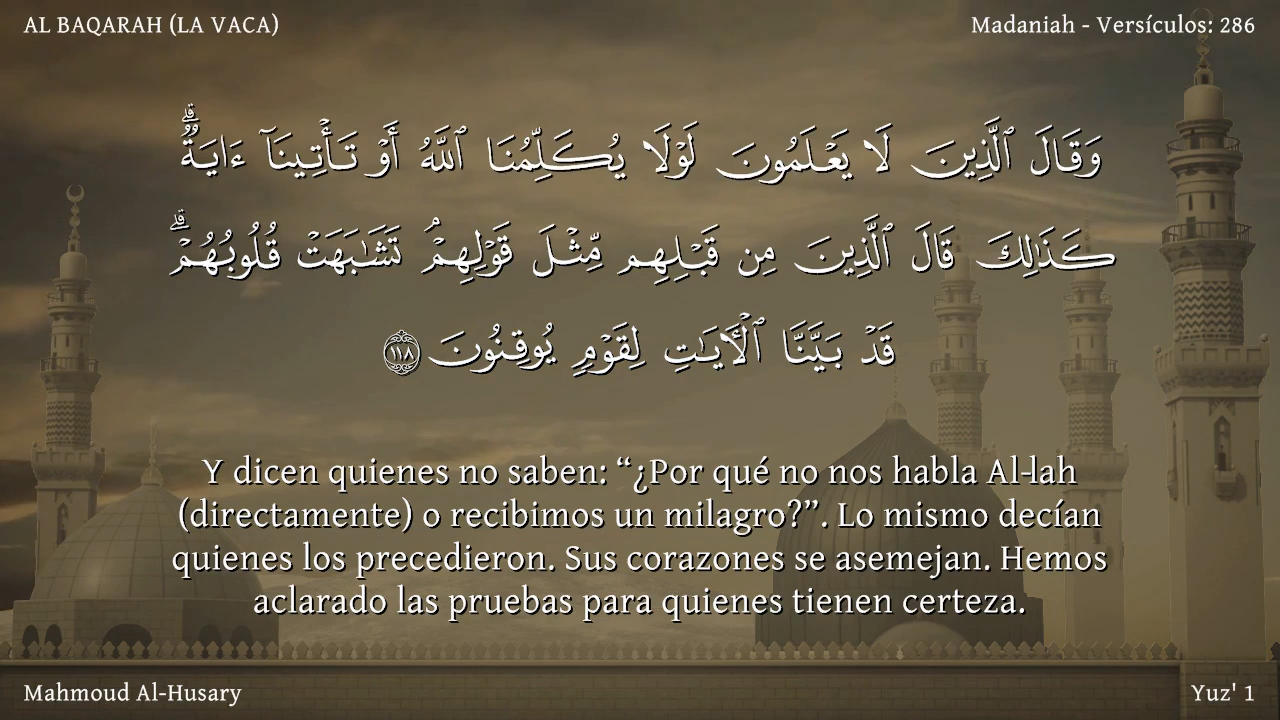 AL BAQARAH (LA VACA)
Madaniah - Versículos: 286
وَقَالَ ٱلَّذِينَ لَا يَعْلَمُونَ لَوْلَا يُكَلِّمُنَا ٱللَّهُ أَوْ تَأْتِينَآ ءَايَةٌۗ
كَذَٰلِكَ قَالَ ٱلَّذِينَ مِن قَبْلِهِم مِّثْلَ قَوْلِهِمْۘ تَشَٰبَهَتْ قُلُوبُهُمْۗ
قَدْ بَيَّنَّا ٱلْـَٔايَٰتِ لِقَوْمٍ يُوقِنُونَ ١١٨
Y dicen quienes no saben: “¿Por qué no nos habla Al-lah
(directamente) o recibimos un milagro?”. Lo mismo decían
quienes los precedieron. Sus corazones se asemejan. Hemos
aclarado las pruebas para quienes tienen certeza.
Mahmoud Al-Husary
Yuz' 1